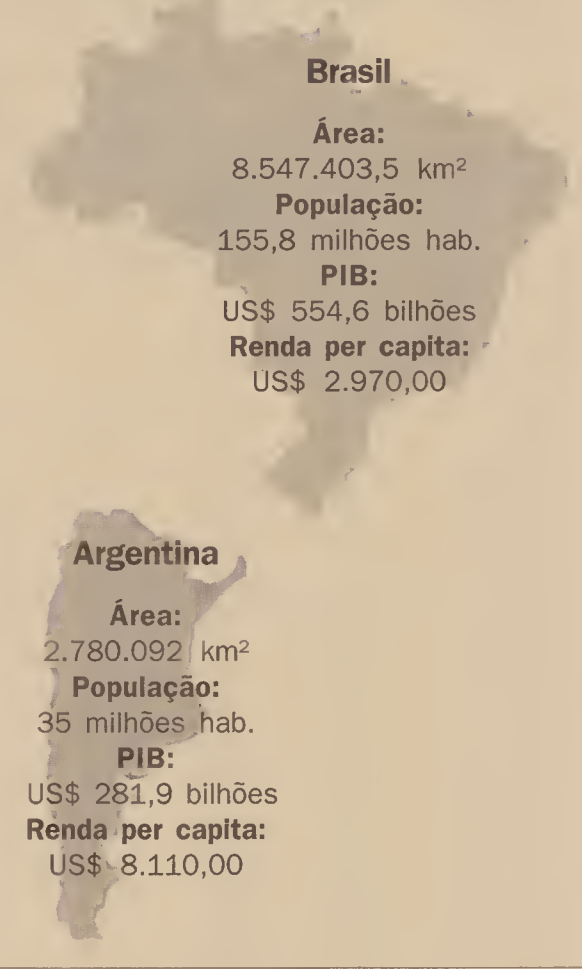 Brasil
Área:
8.547.403,5 km²
População:
155,8 milhões hab.
PIB:
US$ 554,6 bilhões
Renda per capita:
US$ 2.970,00
Argentina
Área:
2.780.092 km²
População:
35 milhões hab.
PIB:
US$ 281,9 bilhões
Renda per capita:
US$ 8.110,00